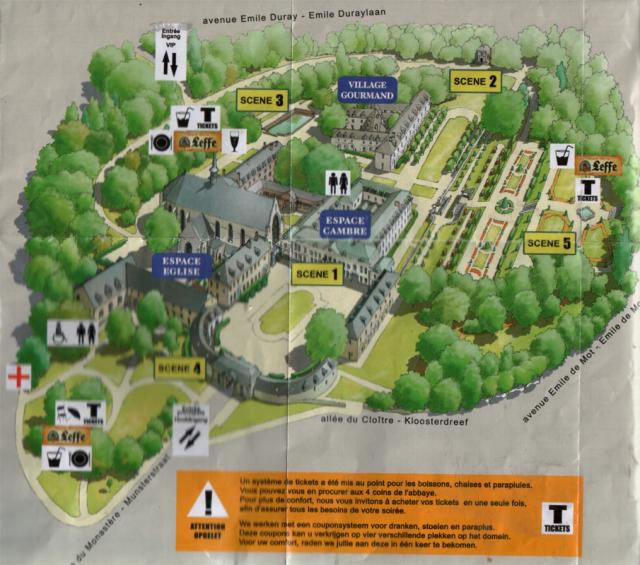 avenue Emile Duray - Emile Duraylaan
Entrée
Ingang
VIP
SCENE 3
VILLAGE
GOURMAND
SCENE 2
T
TICKETS
Leffe
Leffe
T
TICKETS
ESPACE
CAMBRE
SCENE 5
ESPACE
EGLISE
SCENE 1
SCENE 4
T
TICKETS
Leffe
allée du Cloître - Kloosterdreef
avenue Emile de Mot - Emile de Mo
du Monastère - Munsterstraat
ATTENTION
OPGELET
Un système de tickets a été mis au point pour les boissons, chaises et parapluies.
Vous pouvez vous en procurer aux 4 coins de l'abbaye.
Pour plus de confort, nous vous invitons à acheter vos tickets en une seule fois,
afin d'assurer tous les besoins de votre soirée.
We werken met een couponsysteem voor dranken, stoelen en paraplus.
Deze coupons kan u verkrijgen op vier verschillende plekken op het domein.
Voor uw comfort, raden we jullie aan deze in één keer te bekomen.
T
TICKETS